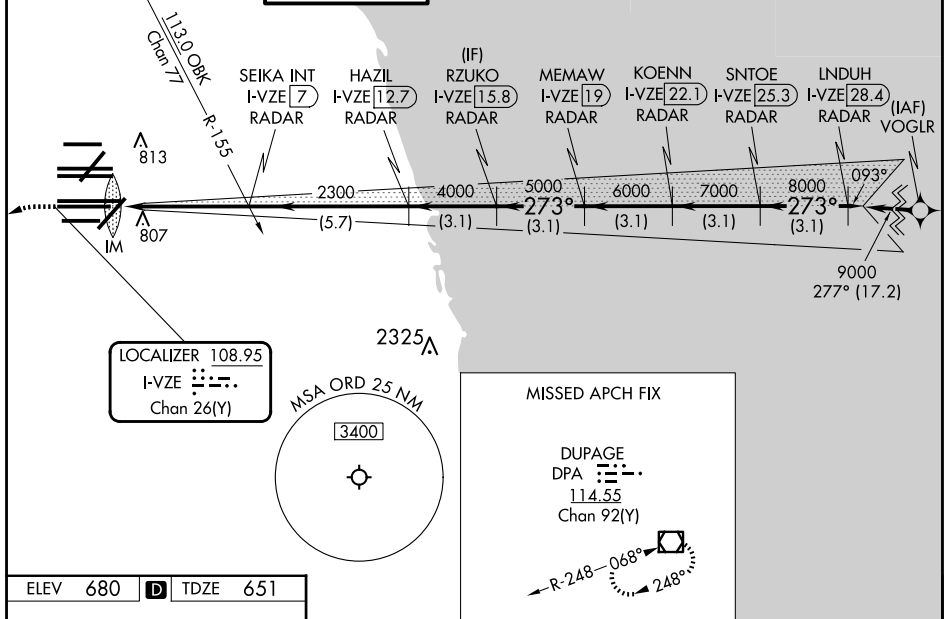 113.0 OBK
Chan 77
R-155
SEIKA INT
I-VZE 7
RADAR
HAZIL
I-VZE 12.7
RADAR
(IF)
RZUKO
I-VZE 15.8
RADAR
MEMAW
I-VZE 19
RADAR
KOENN
I-VZE 22.1
RADAR
SNTOE
I-VZE 25.3
RADAR
LNDUH
I-VZE 28.4
RADAR
(IAF)
VOGLR
813
807
IM
2300
4000
5000
6000
7000
8000
093°
273°
273°
(5.7)
(3.1)
(3.1)
(3.1)
(3.1)
(3.1)
9000
277° (17.2)
2325
LOCALIZER 108.95
I-VZE
Chan 26(Y)
MSA ORD 25 NM
3400
MISSED APCH FIX
DUPAGE
DPA
114.55
Chan 92(Y)
R-248
068°
248°
ELEV 680 D TDZE 651